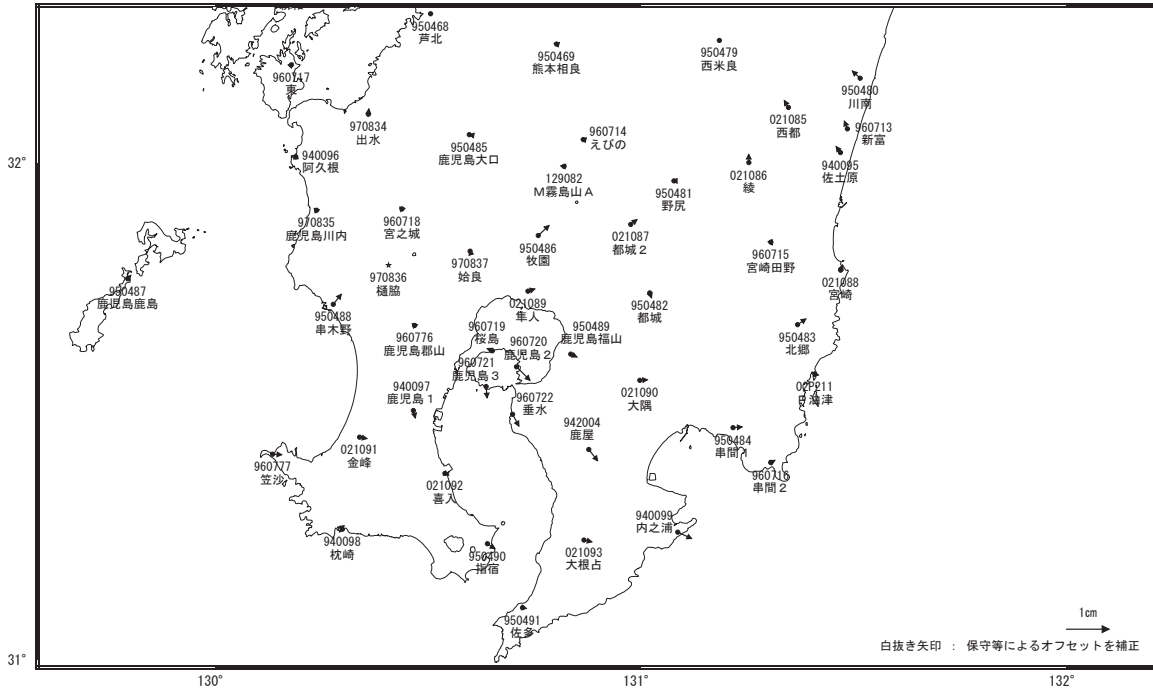 950468
芦北
950469
熊本相良
950479
西米良
960717
東
950480
川南
970834
出水
021085
西都
960713
新富
950485
鹿児島大口
960714
えびの
940096
阿久根
32°
940095
佐土原
129082
M霧島山A
021086
綾
950481
野尻
970835
鹿児島川内
960718
宮之城
950486
牧園
021087
都城2
960715
宮崎田野
970837
姶良
970836
樋脇
950487
鹿児島鹿島
021088
宮崎
950488
串木野
021089
隼人
950482
都城
960776
鹿児島郡山
960719
桜島
960720
鹿児島2
950489
鹿児島福山
950483
北郷
960721
鹿児島3
940097
鹿児島1
021090
大隅
02P211
960722
垂水
942004
鹿屋
021091
金峰
950484
串間1
960777
笠沙
960716
串間2
021092
喜入
940099
内之浦
940098
枕崎
950490
指宿
021093
大根占
950491
佐多
1cm
白抜き矢印 : 保守等によるオフセットを補正
31°
130°
131°
132°